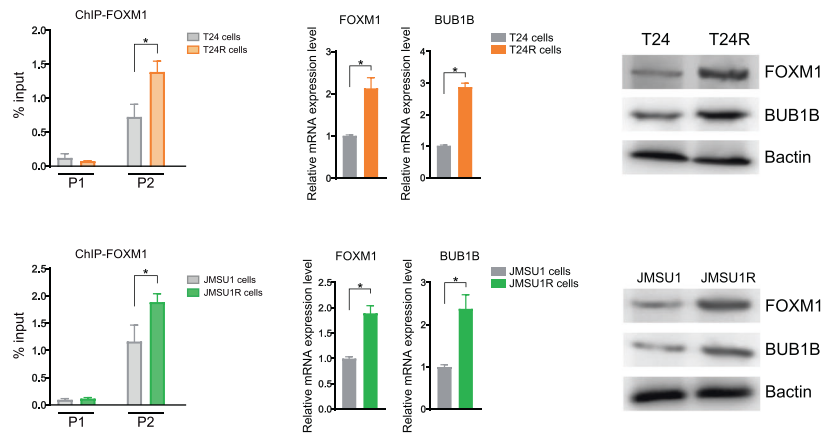 ChIP-FOXM1
T24 cells
T24R cells
% input
2.0
1.5
1.0
0.5
0.0
*
P1
P2
FOXM1
Relative mRNA expression level
3
2
1
0
*
BUB1B
Relative mRNA expression level
4
3
2
1
0
*
T24 cells
T24R cells
T24 T24R
FOXM1
BUB1B
Bactin
ChIP-FOXM1
JMSU1 cells
JMSU1R cells
% input
2.5
2.0
1.5
1.0
0.5
0.0
*
P1
P2
FOXM1
Relative mRNA expression level
2.5
2.0
1.5
1.0
0.5
0.0
*
BUB1B
Relative mRNA expression level
3
2
1
0
*
JMSU1 cells
JMSU1R cells
JMSU1 JMSU1R
FOXM1
BUB1B
Bactin